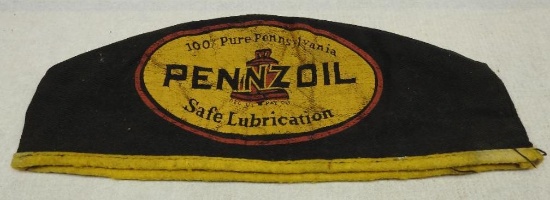 100% Pure Pennsylvania
PENNZOIL
Safe Lubrication